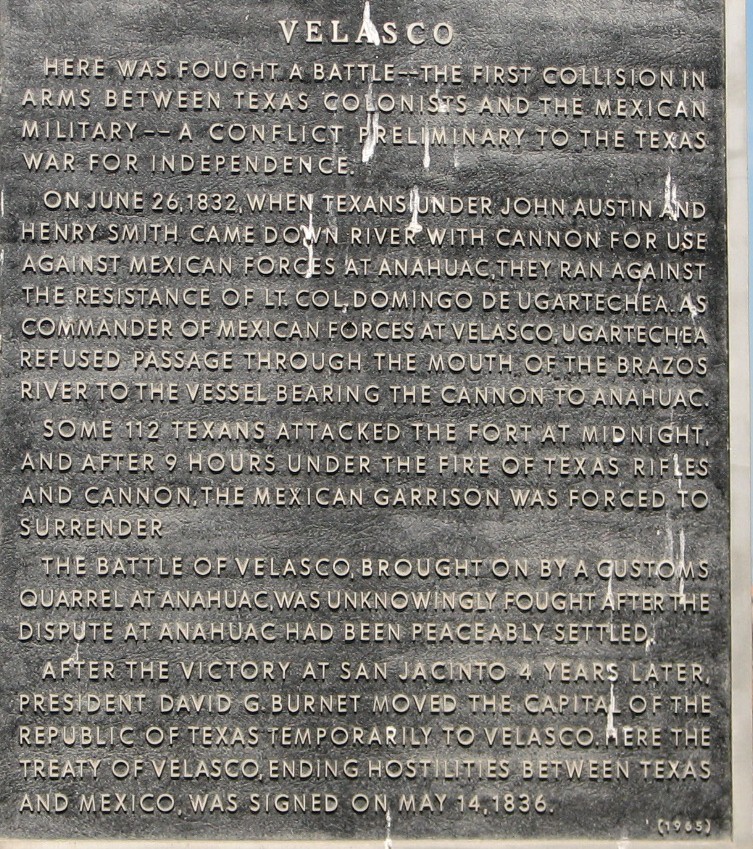 VELASCO
HERE WAS FOUGHT A BATTLE--THE FIRST COLLISION IN
ARMS BETWEEN TEXAS COLONISTS AND THE MEXICAN
MILITARY--A CONFLICT PRELIMINARY TO THE TEXAS
WAR FOR INDEPENDENCE.
ON JUNE 26,1832, WHEN TEXANS UNDER JOHN AUSTIN AND
HENRY SMITH CAME DOWN RIVER WITH CANNON FOR USE
AGAINST MEXICAN FORCES AT ANAHUAC, THEY RAN AGAINST
THE RESISTANCE OF LT. COL. DOMINGO DE UGARTECHEA. AS
COMMANDER OF MEXICAN FORCES AT VELASCO, UGARTECHEA
REFUSED PASSAGE THROUGH THE MOUTH OF THE BRAZOS
RIVER TO THE VESSEL BEARING THE CANNON TO ANAHUAC.
SOME 112 TEXANS ATTACKED THE FORT AT MIDNIGHT,
AND AFTER 9 HOURS UNDER THE FIRE OF TEXAS RIFLES
AND CANNON, THE MEXICAN GARRISON WAS FORCED TO
SURRENDER
THE BATTLE OF VELASCO, BROUGHT ON BY A CUSTOMS
QUARREL AT ANAHUAC, WAS UNKNOWINGLY FOUGHT AFTER THE
DISPUTE AT ANAHUAC HAD BEEN PEACEABLY SETTLED.
AFTER THE VICTORY AT SAN JACINTO 4 YEARS LATER,
PRESIDENT DAVID G. BURNET MOVED THE CAPITAL OF THE
REPUBLIC OF TEXAS TEMPORARILY TO VELASCO. HERE THE
TREATY OF VELASCO, ENDING HOSTILITIES BETWEEN TEXAS
AND MEXICO, WAS SIGNED ON MAY 14,1836.
(1965)